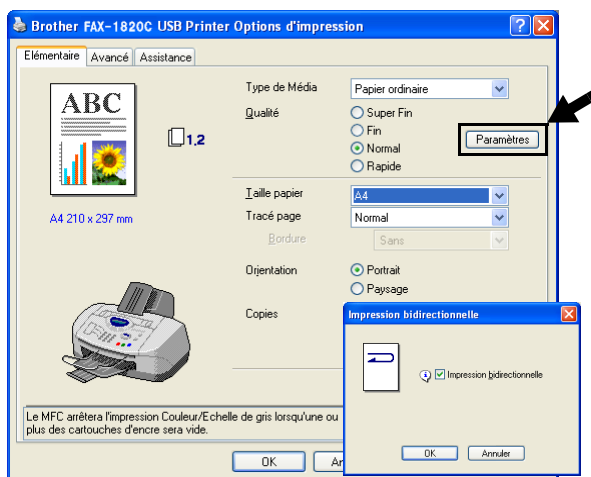 Brother FAX-1820C USB Printer Options d'impression
Elémentaire Avancé Assistance
ABC
1.2
A4 210 x 297 mm
Type de Média Papier ordinaire
Qualité Super Fin
Fin
Normal
Rapide
Paramètres
Taille papier A4
Tracé page Normal
Bordure Sans
Orientation Portrait
Paysage
Copies
Impression bidirectionnelle
Impression bidirectionnelle
OK Annuler
Le MFC arrêtera l'impression Couleur/Echelle de gris lorsqu'une ou
plus des cartouches d'encre sera vide.
OK